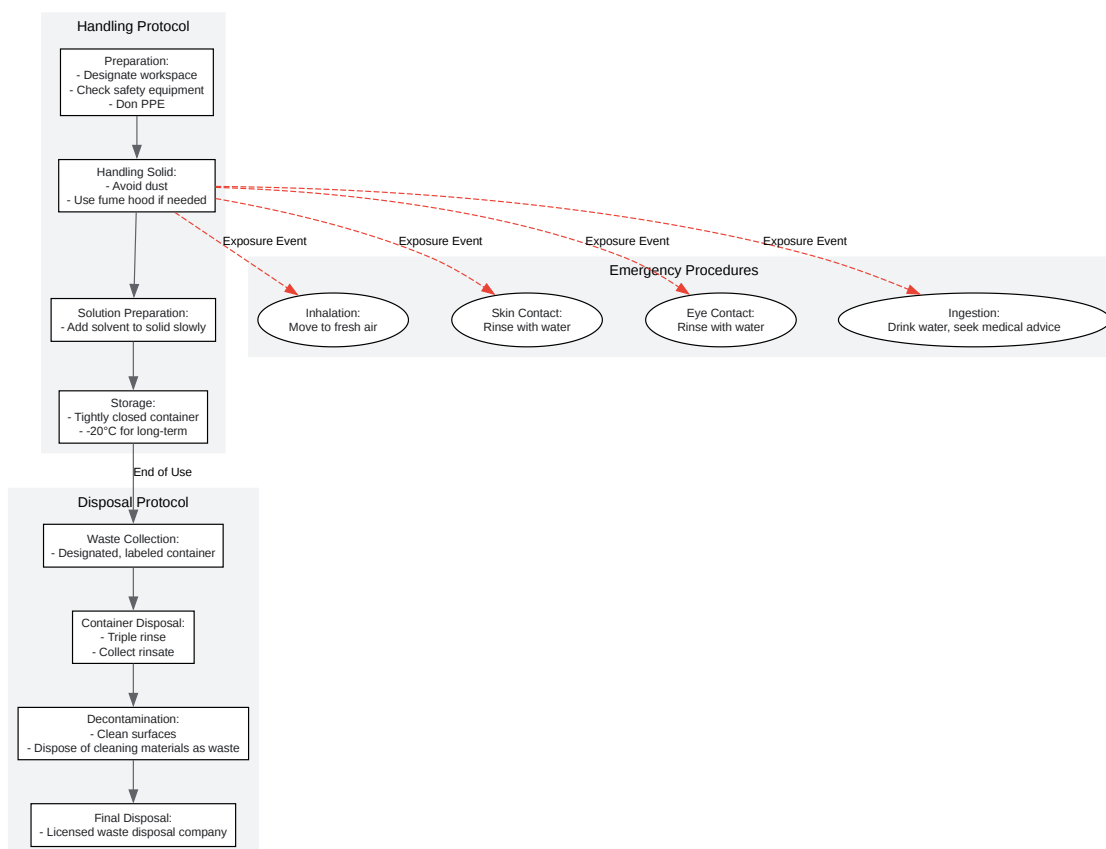 Handling Protocol
Preparation:
- Designate workspace
- Check safety equipment
- Don PPE
Handling Solid:
- Avoid dust
- Use fume hood if needed
Exposure Event
Exposure Event
Exposure Event
Exposure Event
Emergency Procedures
Inhalation:
Move to fresh air
Skin Contact:
Rinse with water
Eye Contact:
Rinse with water
Ingestion:
Drink water, seek medical advice
Solution Preparation:
- Add solvent to solid slowly
Storage:
- Tightly closed container
- -20°C for long-term
End of Use
Disposal Protocol
Waste Collection:
- Designated, labeled container
Container Disposal:
- Triple rinse
- Collect rinsate
Decontamination:
- Clean surfaces
- Dispose of cleaning materials as waste
Final Disposal:
- Licensed waste disposal company